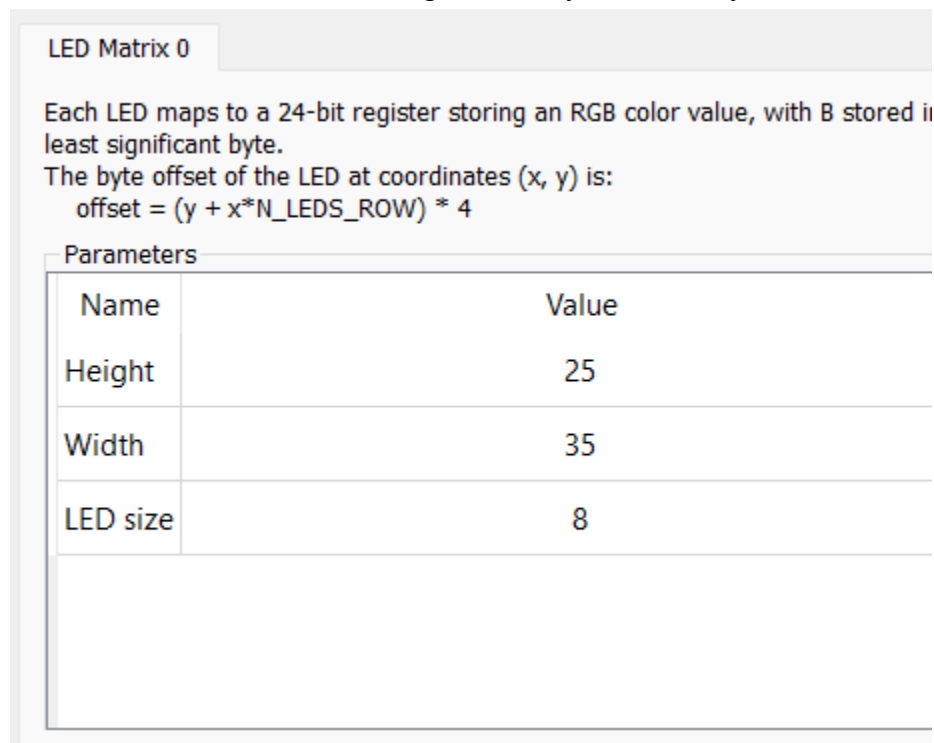 LED Matrix 0
Each LED maps to a 24-bit register storing an RGB color value, with B stored
least significant byte.
The byte offset of the LED at coordinates (x, y) is:
offset = (y + x*N_LEDS_ROW) * 4
Parameters
Name Value
Height 25
Width 35
LED size 8